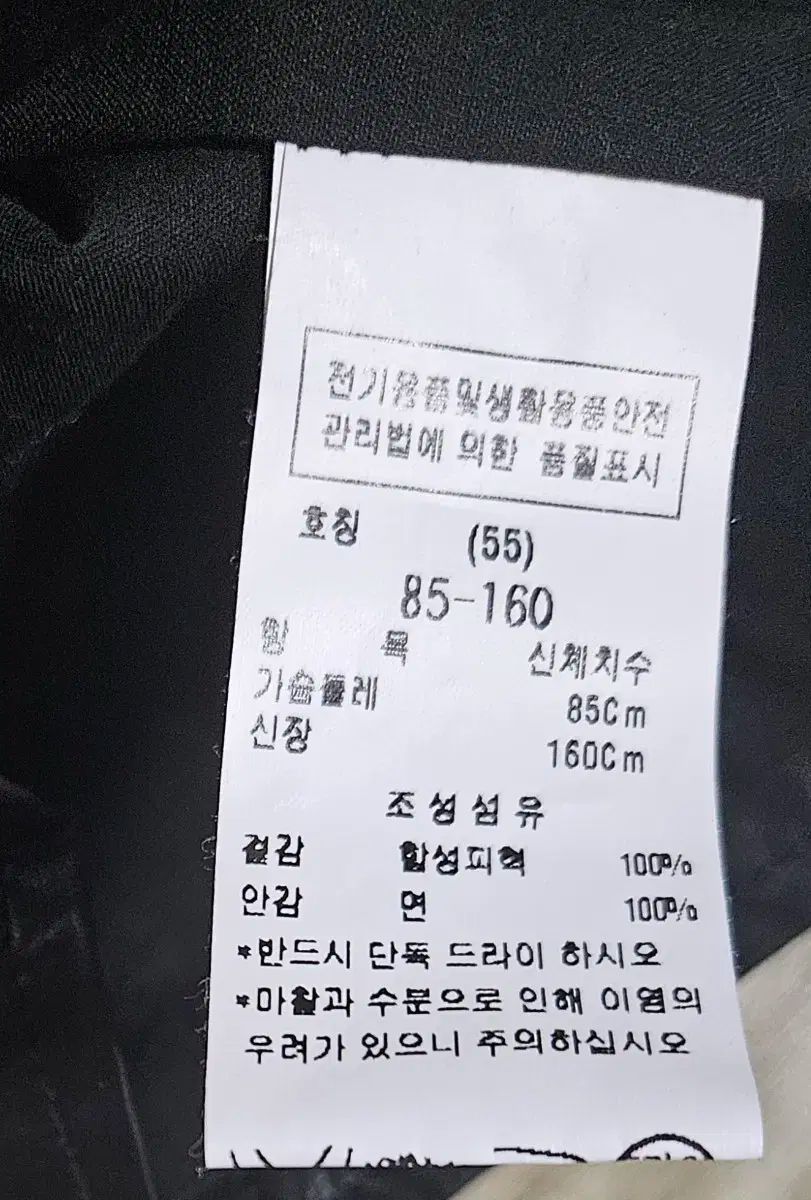 전기용품및생활용품안전
관리법에 의한 품질표시
호칭 (55)
85-160
항 목 신체치수
가슴둘레 85Cm
신장 160Cm
조성섬유
겉감 합성피혁 100%
안감 면 100%
*반드시 단독 드라이 하시오
*마찰과 수분으로 인해 이염의
우려가 있으니 주의하십시오